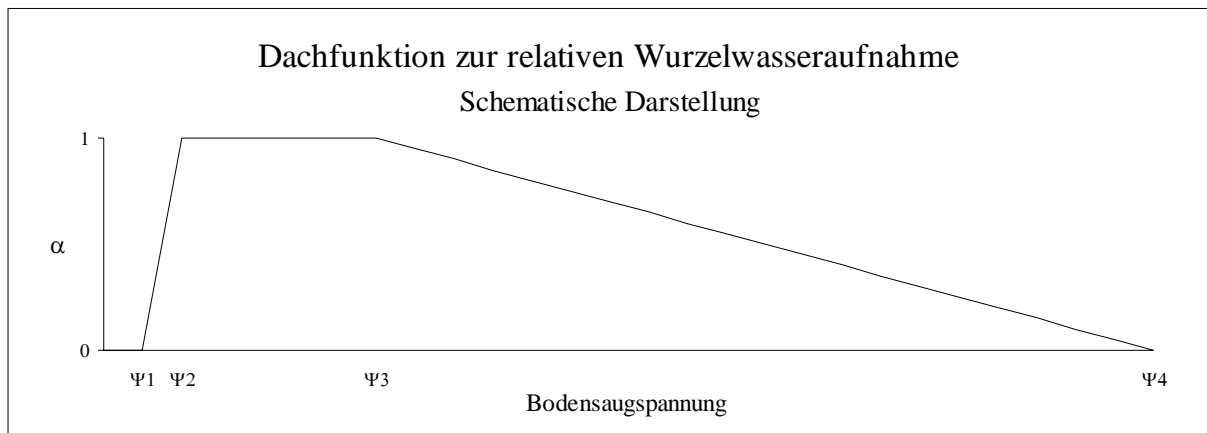 Dachfunktion zur relativen Wurzelwasseraufnahme
Schematische Darstellung
1
α
0
Ψ1 Ψ2 Ψ3 Ψ4
Bodensaugspannung